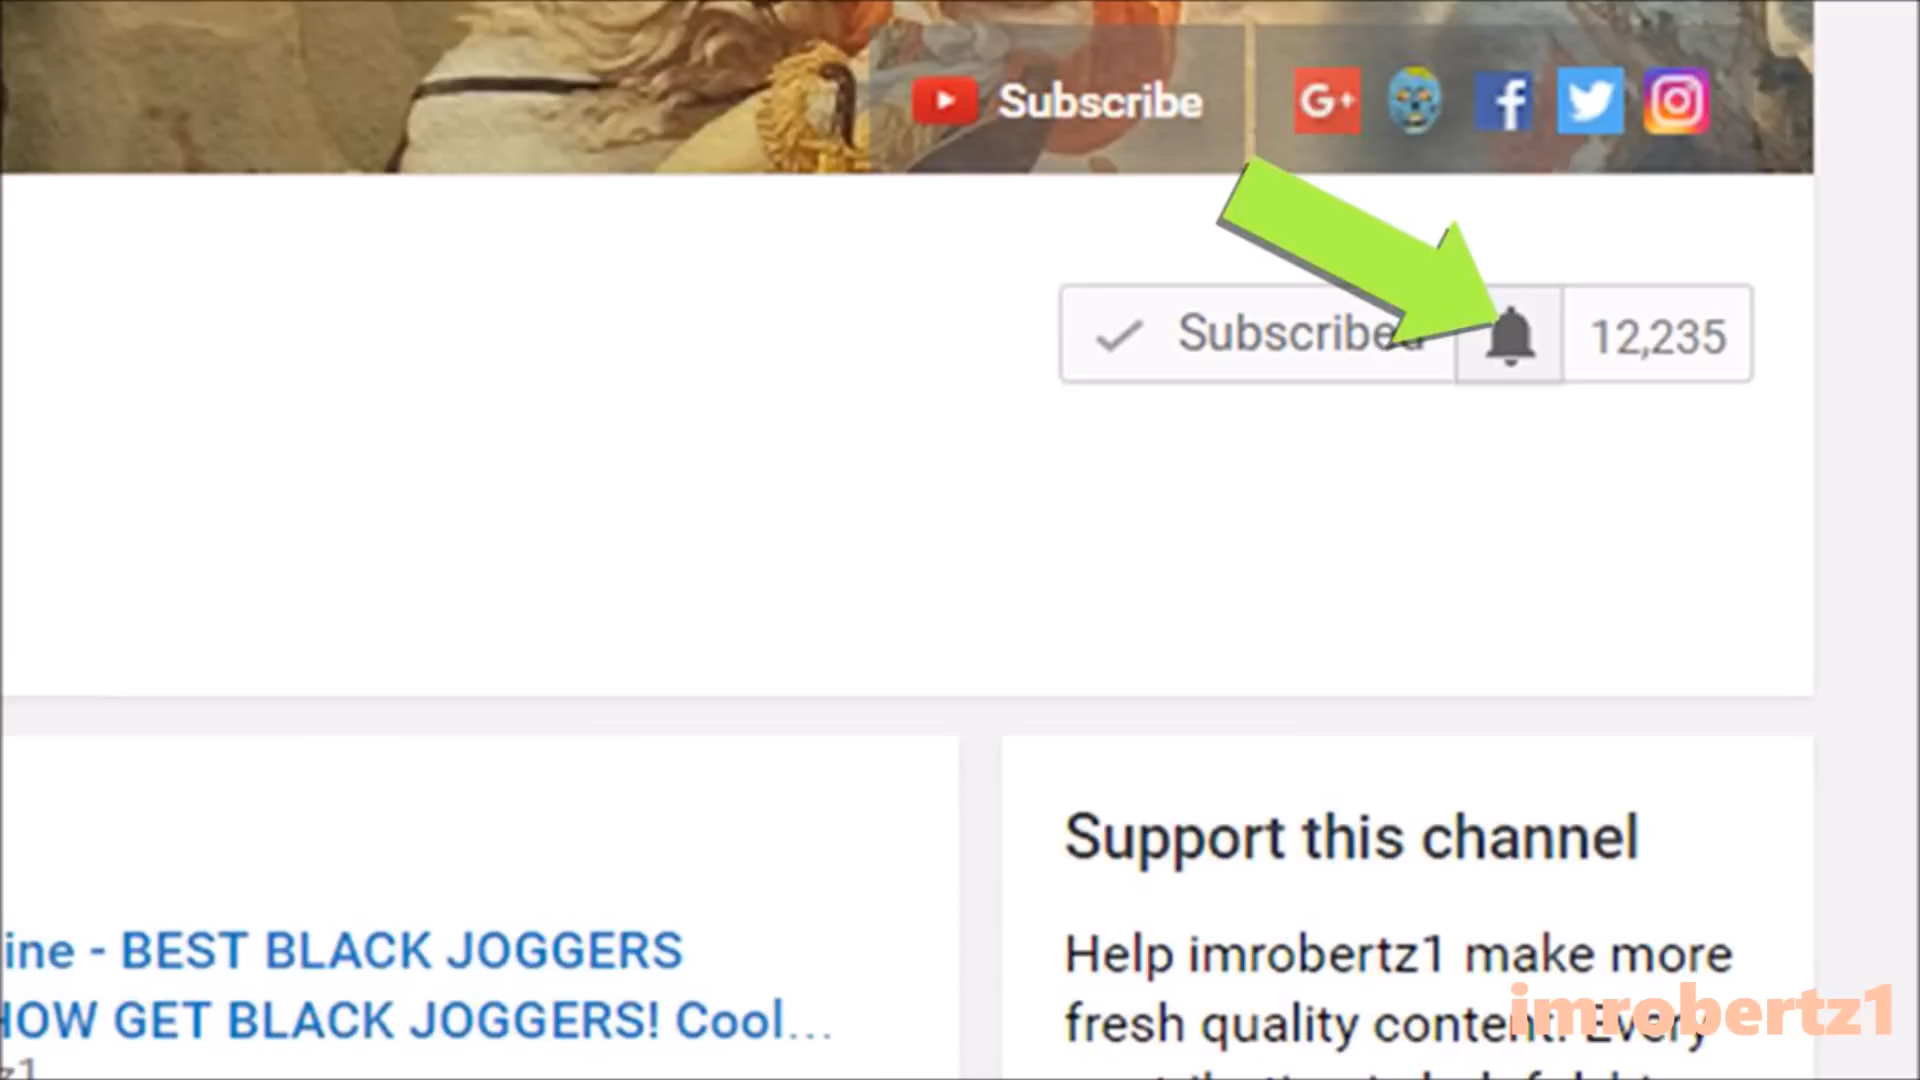 Subscribe
G+
Subscribed
12,235
Support this channel
ine - BEST BLACK JOGGERS
HOW GET BLACK JOGGERS! Cool...
z1
Help imrobertz1 make more
fresh quality content. Every
imrobertz1